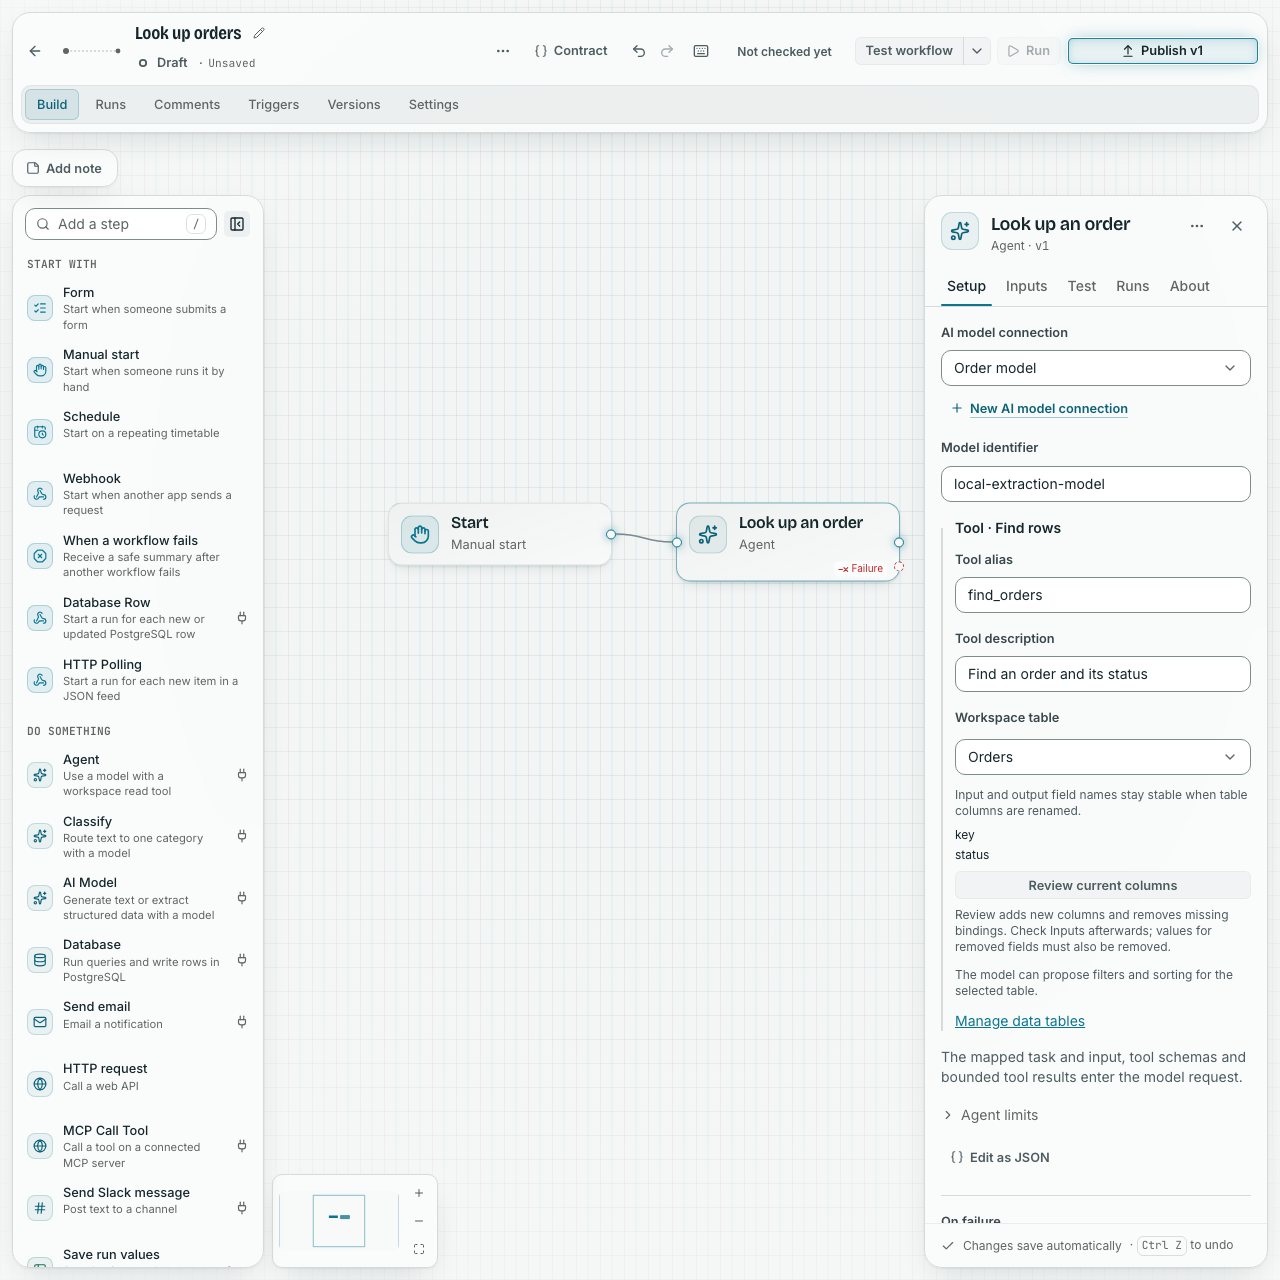 Look up orders
Draft · Unsaved
Contract
Not checked yet
Test workflow
Run
Publish v1
Build
Runs
Comments
Triggers
Versions
Settings
Add note
Add a step /
START WITH
Form
Start when someone submits a
form
Manual start
Start when someone runs it by
hand
Schedule
Start on a repeating timetable
Webhook
Start when another app sends a
request
When a workflow fails
Receive a safe summary after
another workflow fails
Database Row
Start a run for each new or
updated PostgreSQL row
HTTP Polling
Start a run for each new item in a
JSON feed
DO SOMETHING
Agent
Use a model with a
workspace read tool
Classify
Route text to one category
with a model
AI Model
Generate text or extract
structured data with a model
Database
Run queries and write rows in
PostgreSQL
Send email
Email a notification
HTTP request
Call a web API
MCP Call Tool
Call a tool on a connected
MCP server
Send Slack message
Post text to a channel
Save run values
Start
Manual start
Look up an order
Agent
Failure
Look up an order
Agent · v1
Setup
Inputs
Test
Runs
About
AI model connection
Order model
New AI model connection
Model identifier
local-extraction-model
Tool · Find rows
Tool alias
find_orders
Tool description
Find an order and its status
Workspace table
Orders
Input and output field names stay stable when table
columns are renamed.
key
status
Review current columns
Review adds new columns and removes missing
bindings. Check Inputs afterwards; values for
removed fields must also be removed.
The model can propose filters and sorting for the
selected table.
Manage data tables
The mapped task and input, tool schemas and
bounded tool results enter the model request.
Agent limits
{} Edit as JSON
On failure
Changes save automatically · Ctrl Z to undo